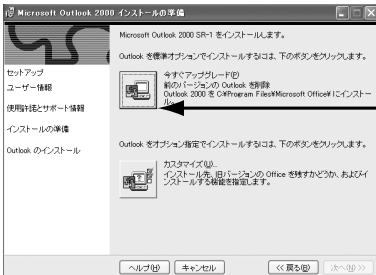 Microsoft Outlook 2000 インストールの準備
Microsoft Outlook 2000 SR-1 をインストールします。
Outlook を標準オプションでインストールするには、下のボタンをクリックします。
セットアップ
ユーザー情報
使用許諾とサポート情報
インストールの準備
Outlook のインストール
今すぐアップグレード(P)
前のバージョンの Outlook を削除
Outlook 2000 を C:¥Program Files¥Microsoft Office¥ にインストー
ル。
Outlook をオプション指定でインストールするには、下のボタンをクリックします。
カスタマイズ(U)...
インストール先、旧バージョンの Office を残すかどうか、およびイ
ンストールする機能を指定します。
ヘルプ(H)
キャンセル
<< 戻る(B)
次へ(N) >>